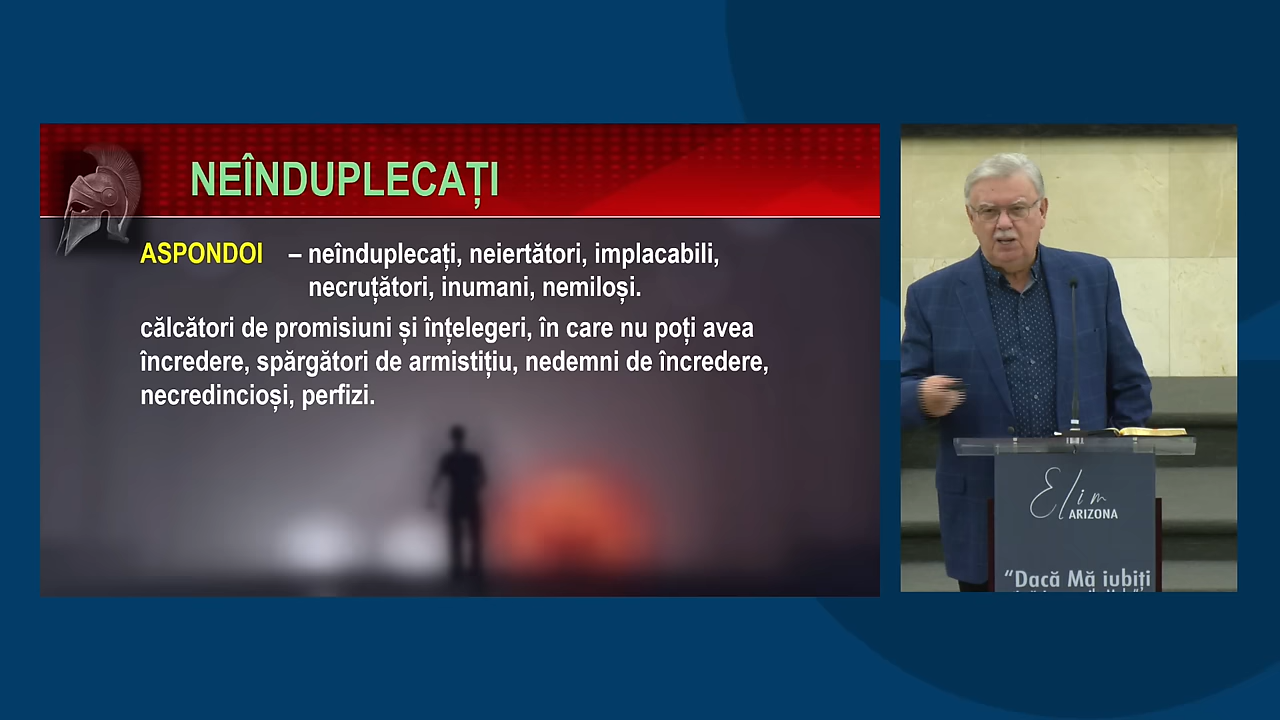 NEÎNDUPLECAȚI
ASPONDOI – neînduplecați, neiertători, implacabili,
necruțători, inumani, nemiloși.
călcători de promisiuni și înțelegeri, în care nu poți avea
încredere, spărgători de armistițiu, nedemni de încredere,
necredincioși, perfizi.
Elim
ARIZONA
“Dacă Mă iubiți